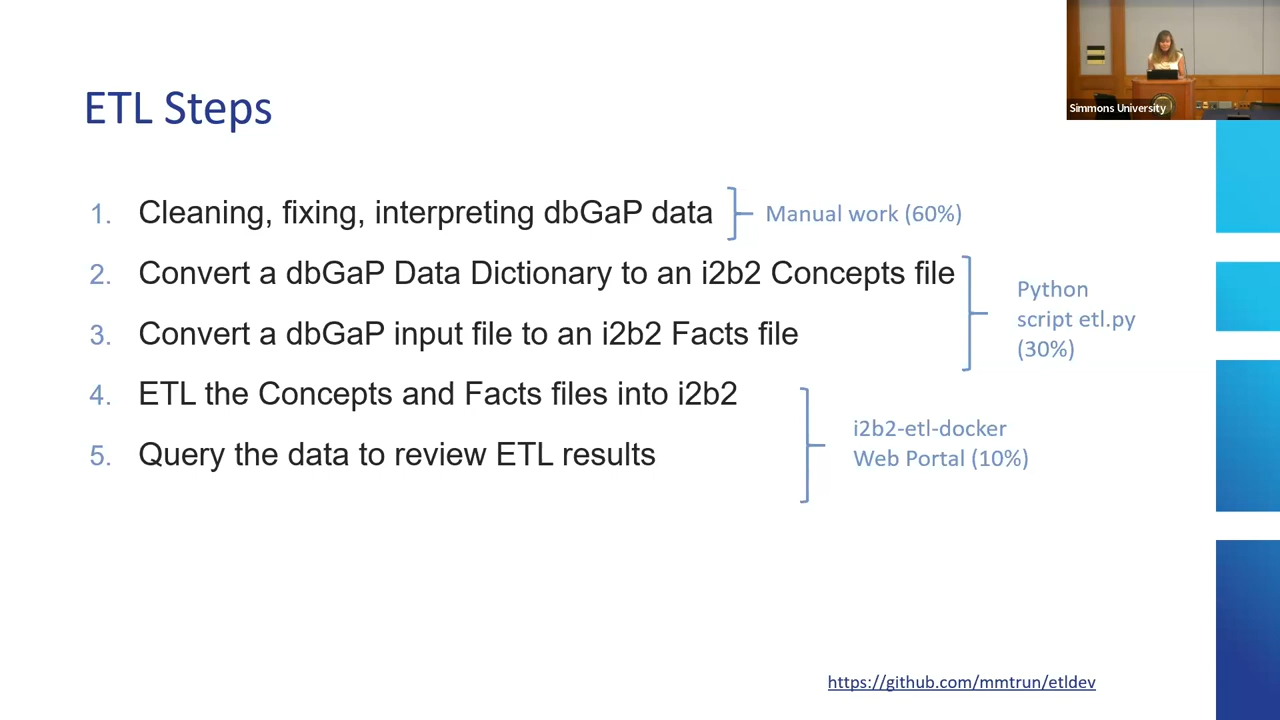 Simmons University
ETL Steps
1. Cleaning, fixing, interpreting dbGaP data
Manual work (60%)
2. Convert a dbGaP Data Dictionary to an i2b2 Concepts file
3. Convert a dbGaP input file to an i2b2 Facts file
Python
script etl.py
(30%)
4. ETL the Concepts and Facts files into i2b2
5. Query the data to review ETL results
i2b2-etl-docker
Web Portal (10%)
https://github.com/mmtrun/etldev